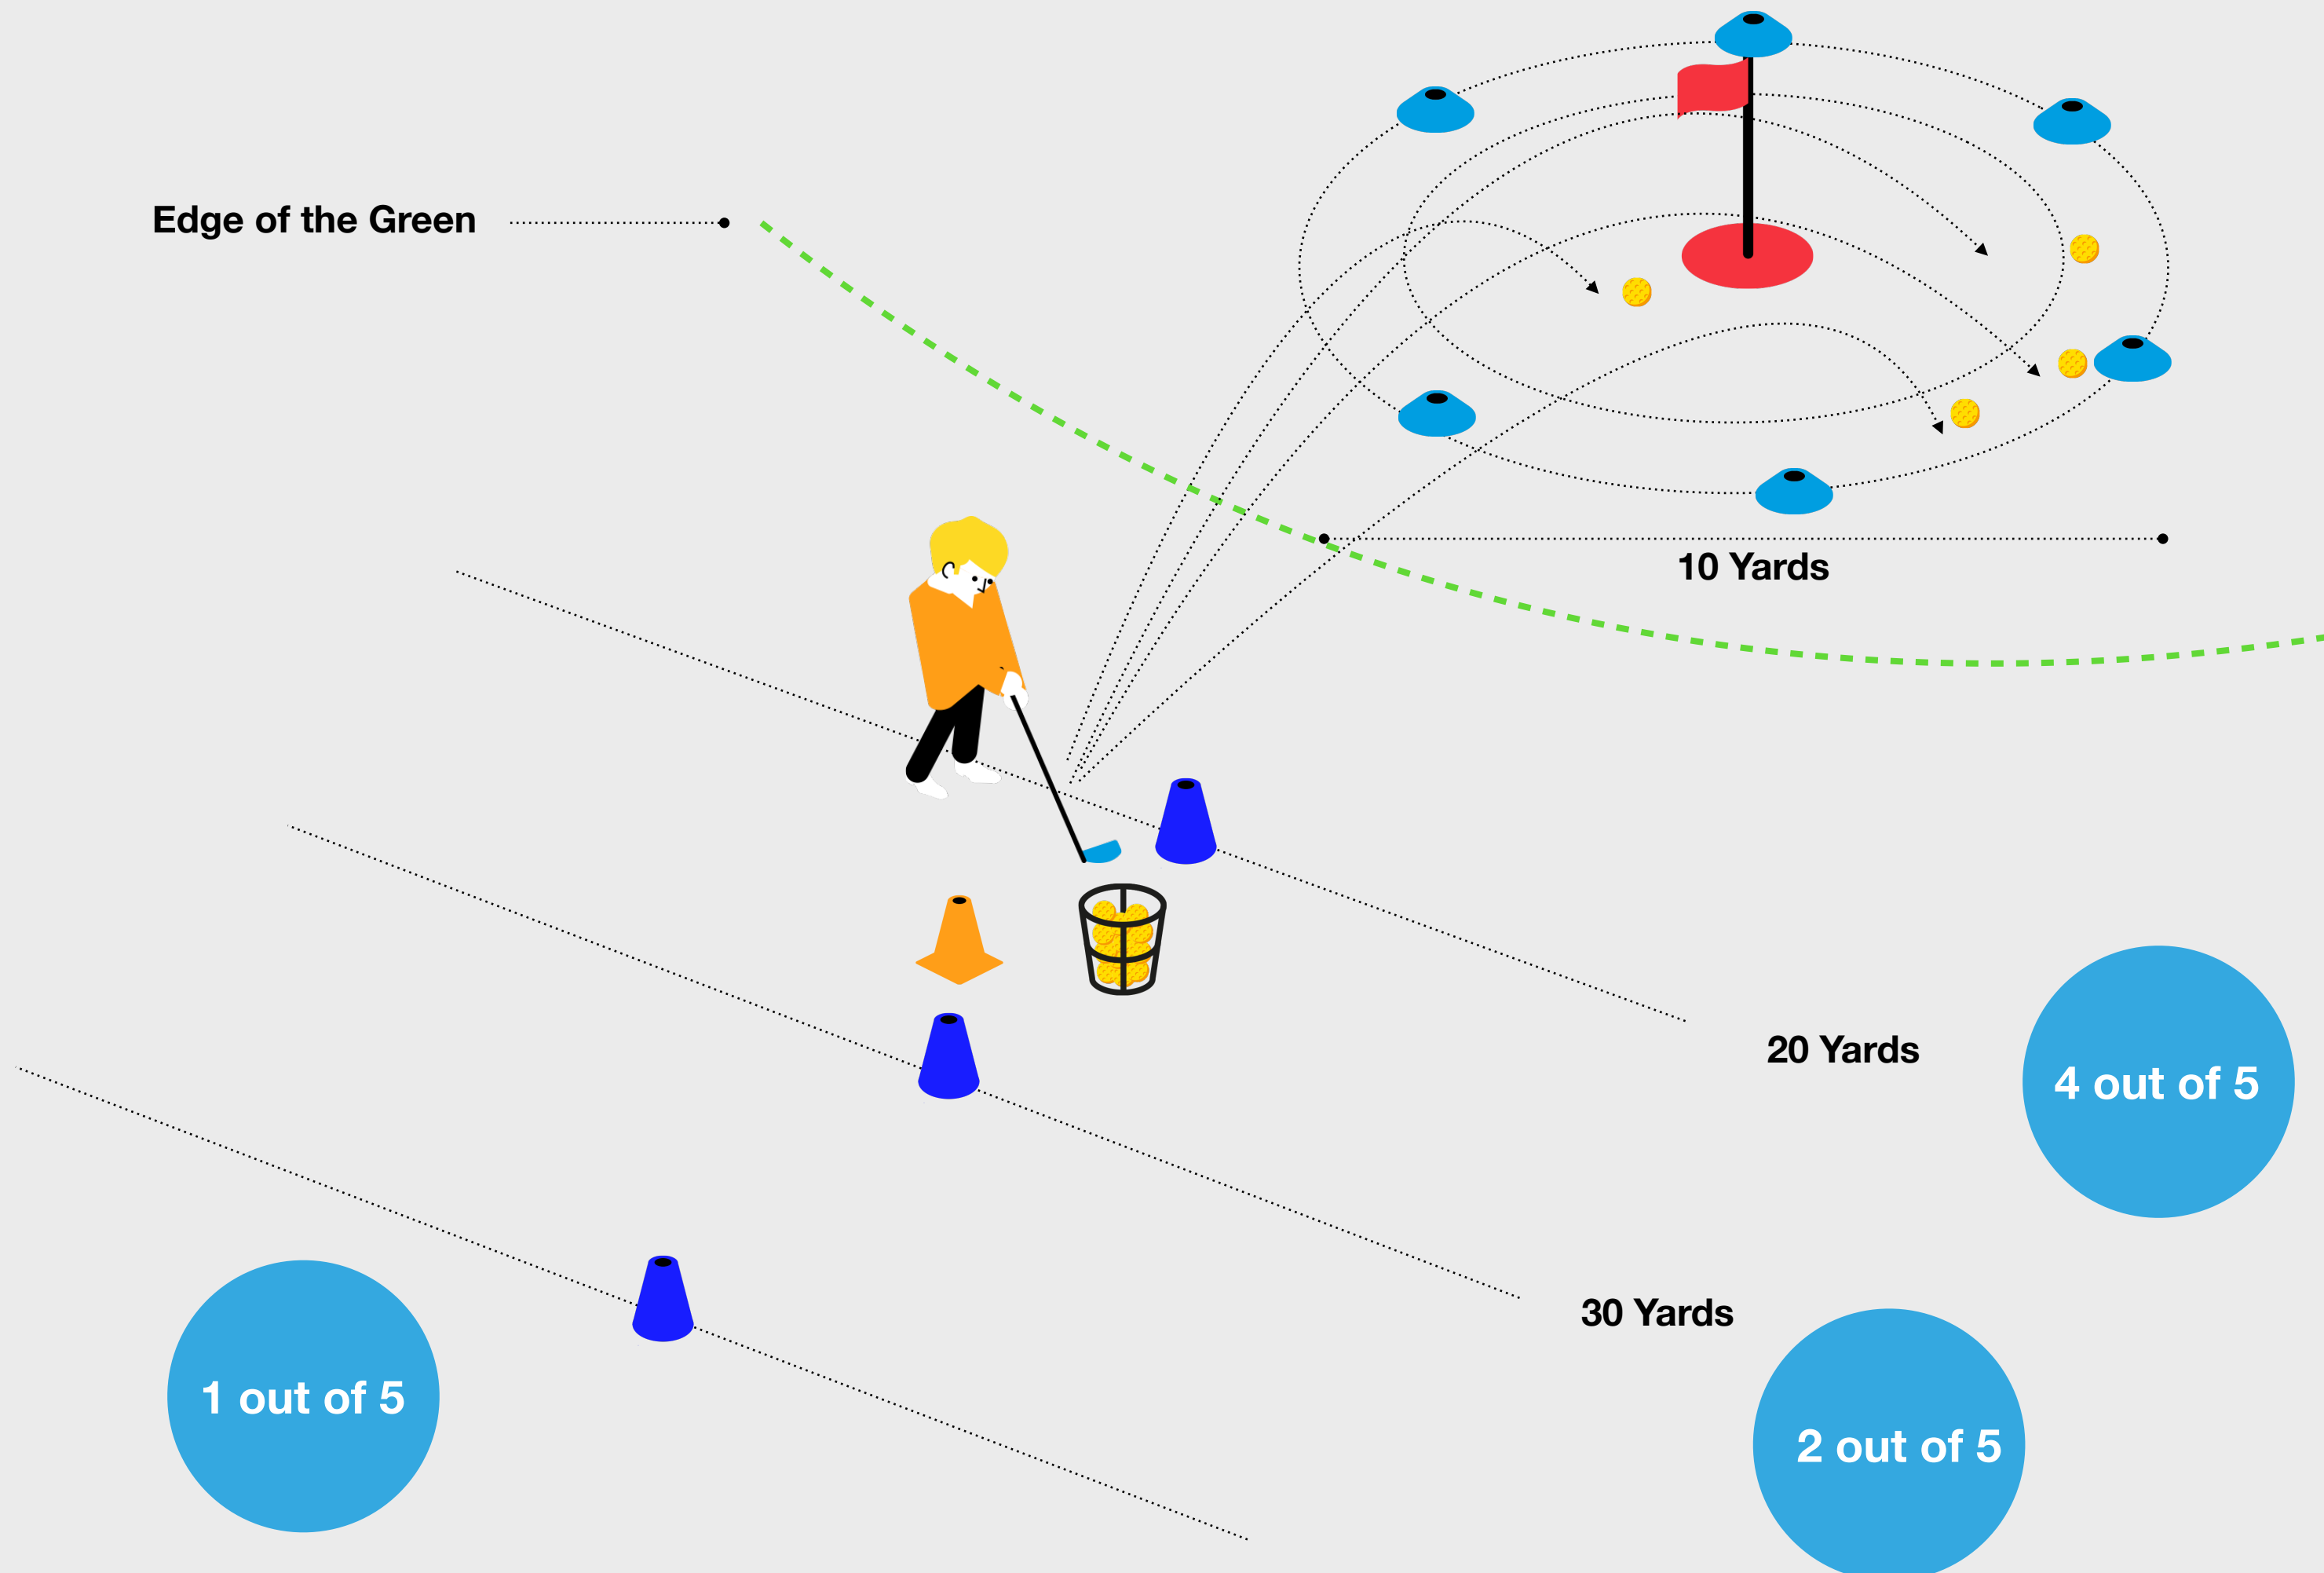 Edge of the Green
10 Yards
20 Yards
4 out of 5
30 Yards
1 out of 5
2 out of 5